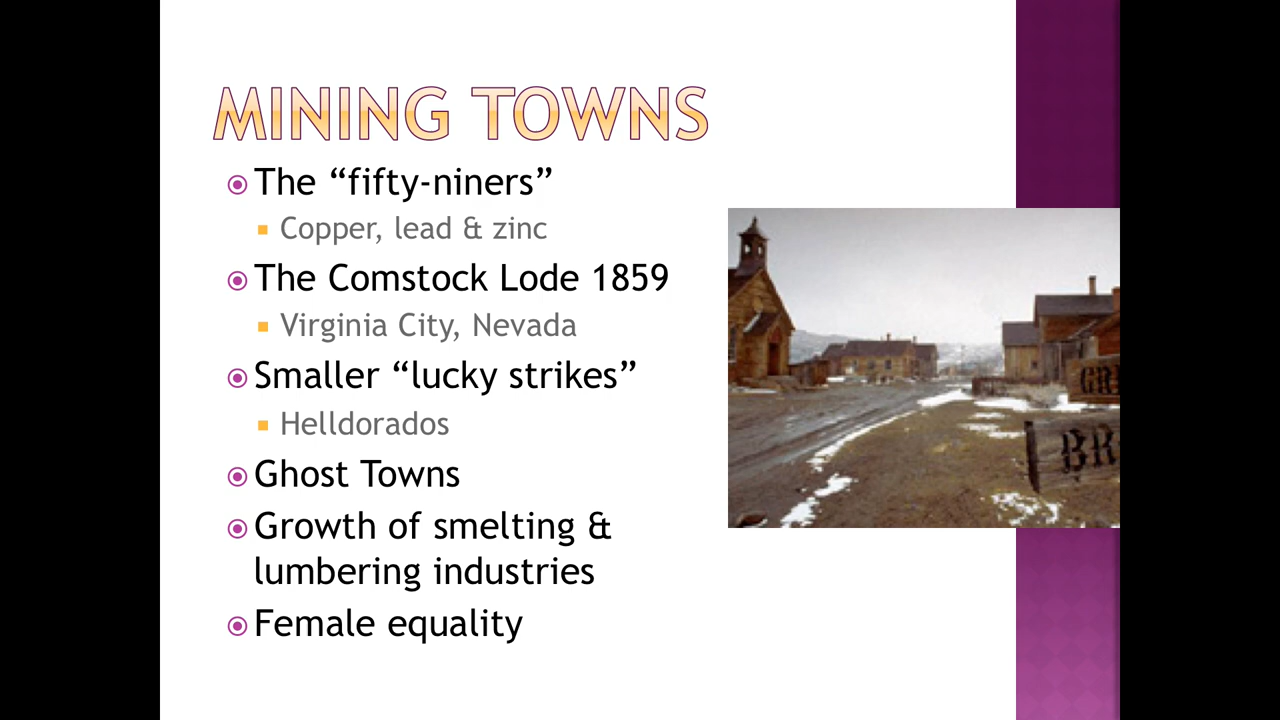 MINING TOWNS
The “fifty-niners”
Copper, lead & zinc
The Comstock Lode 1859
Virginia City, Nevada
Smaller “lucky strikes”
Helldorados
Ghost Towns
Growth of smelting &
lumbering industries
Female equality
GR
BR